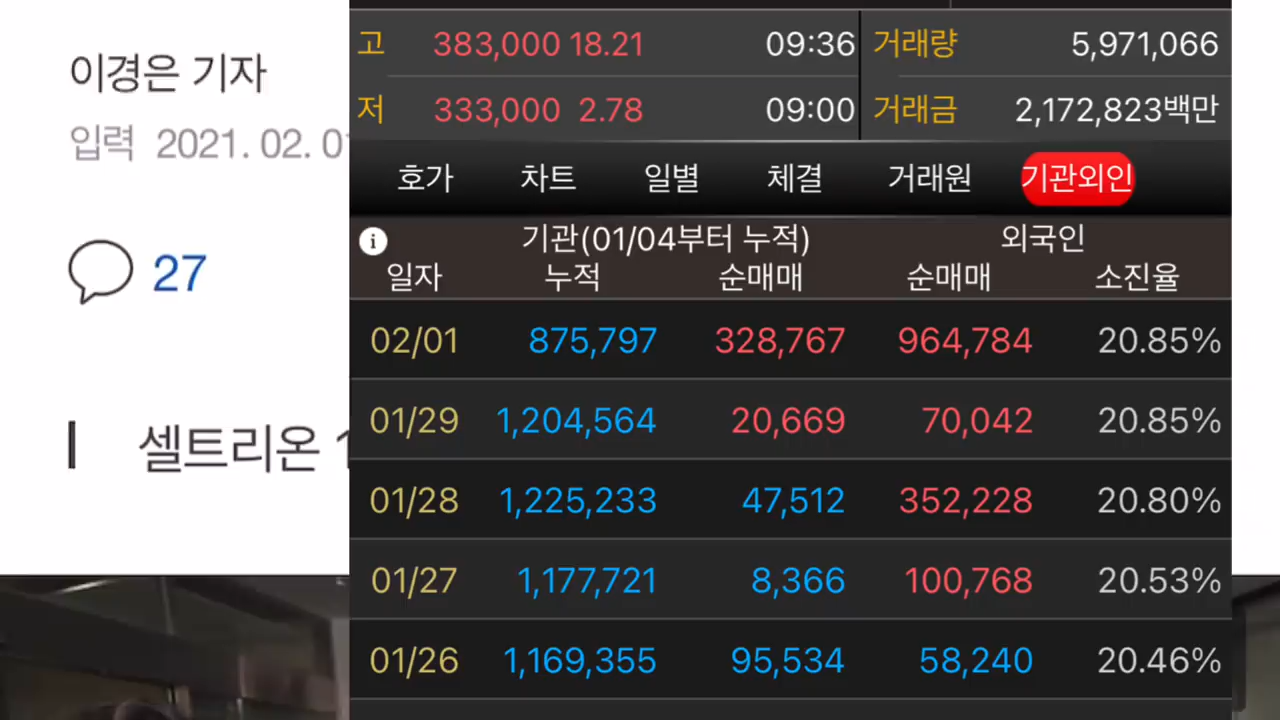 이경은 기자
입력 2021. 02. 01
27
셀트리온 1
고 383,000 18.21 09:36 거래량 5,971,066
저 333,000 2.78 09:00 거래금 2,172,823백만
호가 차트 일별 체결 거래원 기관외인
기관(01/04부터 누적) 외국인
일자 누적 순매매 순매매 소진율
02/01 875,797 328,767 964,784 20.85%
01/29 1,204,564 20,669 70,042 20.85%
01/28 1,225,233 47,512 352,228 20.80%
01/27 1,177,721 8,366 100,768 20.53%
01/26 1,169,355 95,534 58,240 20.46%